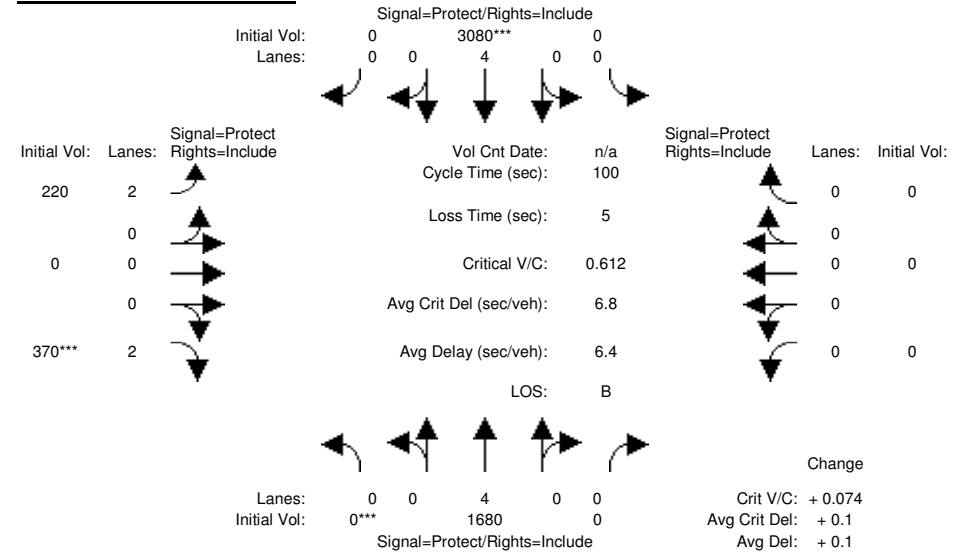 Signal=Protect/Rights=Include
Initial Vol: 0 3080*** 0
Lanes: 0 0 4 0 0
Signal=Protect
Initial Vol: Lanes: Rights=Include
Vol Cnt Date: n/a
Signal=Protect
Rights=Include Lanes: Initial Vol:
Cycle Time (sec): 100
220 2
0 0
Loss Time (sec): 5
0
0
0 0
Critical V/C: 0.612
0 0
0
Avg Crit Del (sec/veh): 6.8
0
370*** 2
Avg Delay (sec/veh): 6.4
0 0
LOS: B
Change
Lanes: 0 0 4 0 0
Crit V/C: + 0.074
Initial Vol: 0*** 1680 0
Avg Crit Del: + 0.1
Signal=Protect/Rights=Include
Avg Del: + 0.1